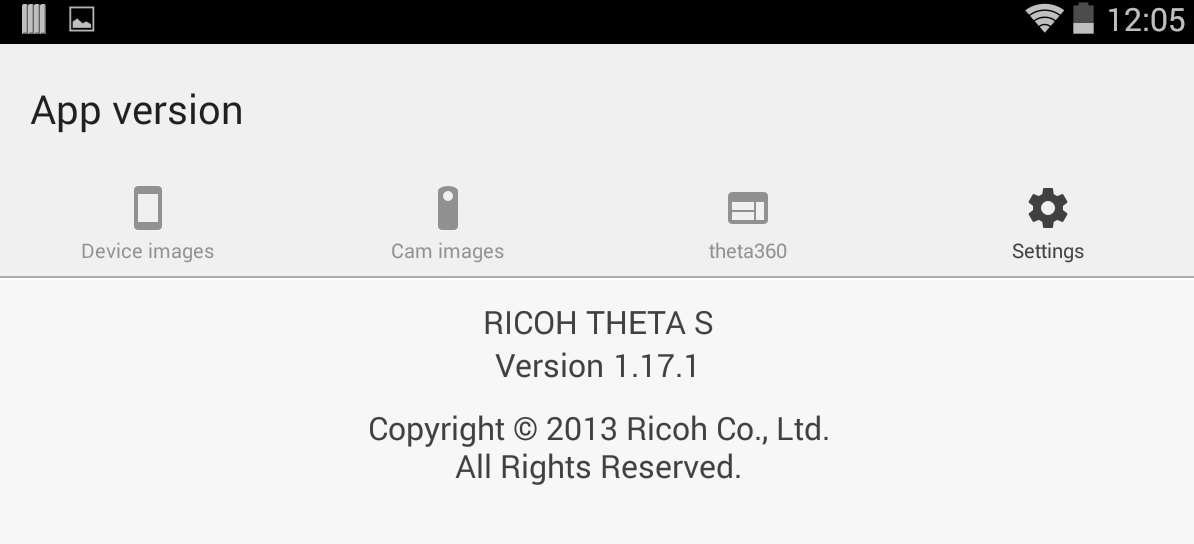 12:05
App version
Device images
Cam images
theta360
Settings
RICOH THETA S
Version 1.17.1
Copyright © 2013 Ricoh Co., Ltd.
All Rights Reserved.